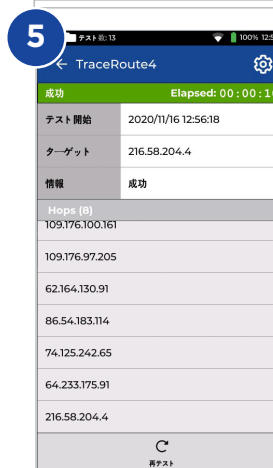 5
テスト数: 13
100% 12:5
← TraceRoute4
成功 Elapsed: 00:00:1
テスト開始 2020/11/16 12:56:18
ターゲット 216.58.204.4
情報 成功
Hops (8)
109.176.100.161
109.176.97.205
62.164.130.91
86.54.183.114
74.125.242.65
64.233.175.91
216.58.204.4
再テスト